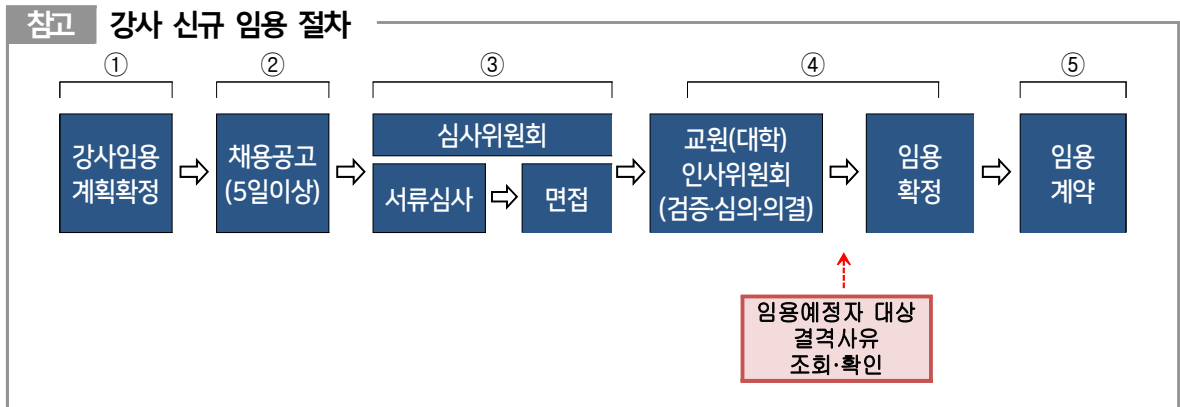 참고 강사 신규 임용 절차
① ② ③ ④ ⑤
강사임용
계획확정
채용공고
(5일이상)
심사위원회
서류심사
면접
교원(대학)
인사위원회
(검증·심의·의결)
임용
확정
임용
계약
임용예정자 대상
결격사유
조회·확인